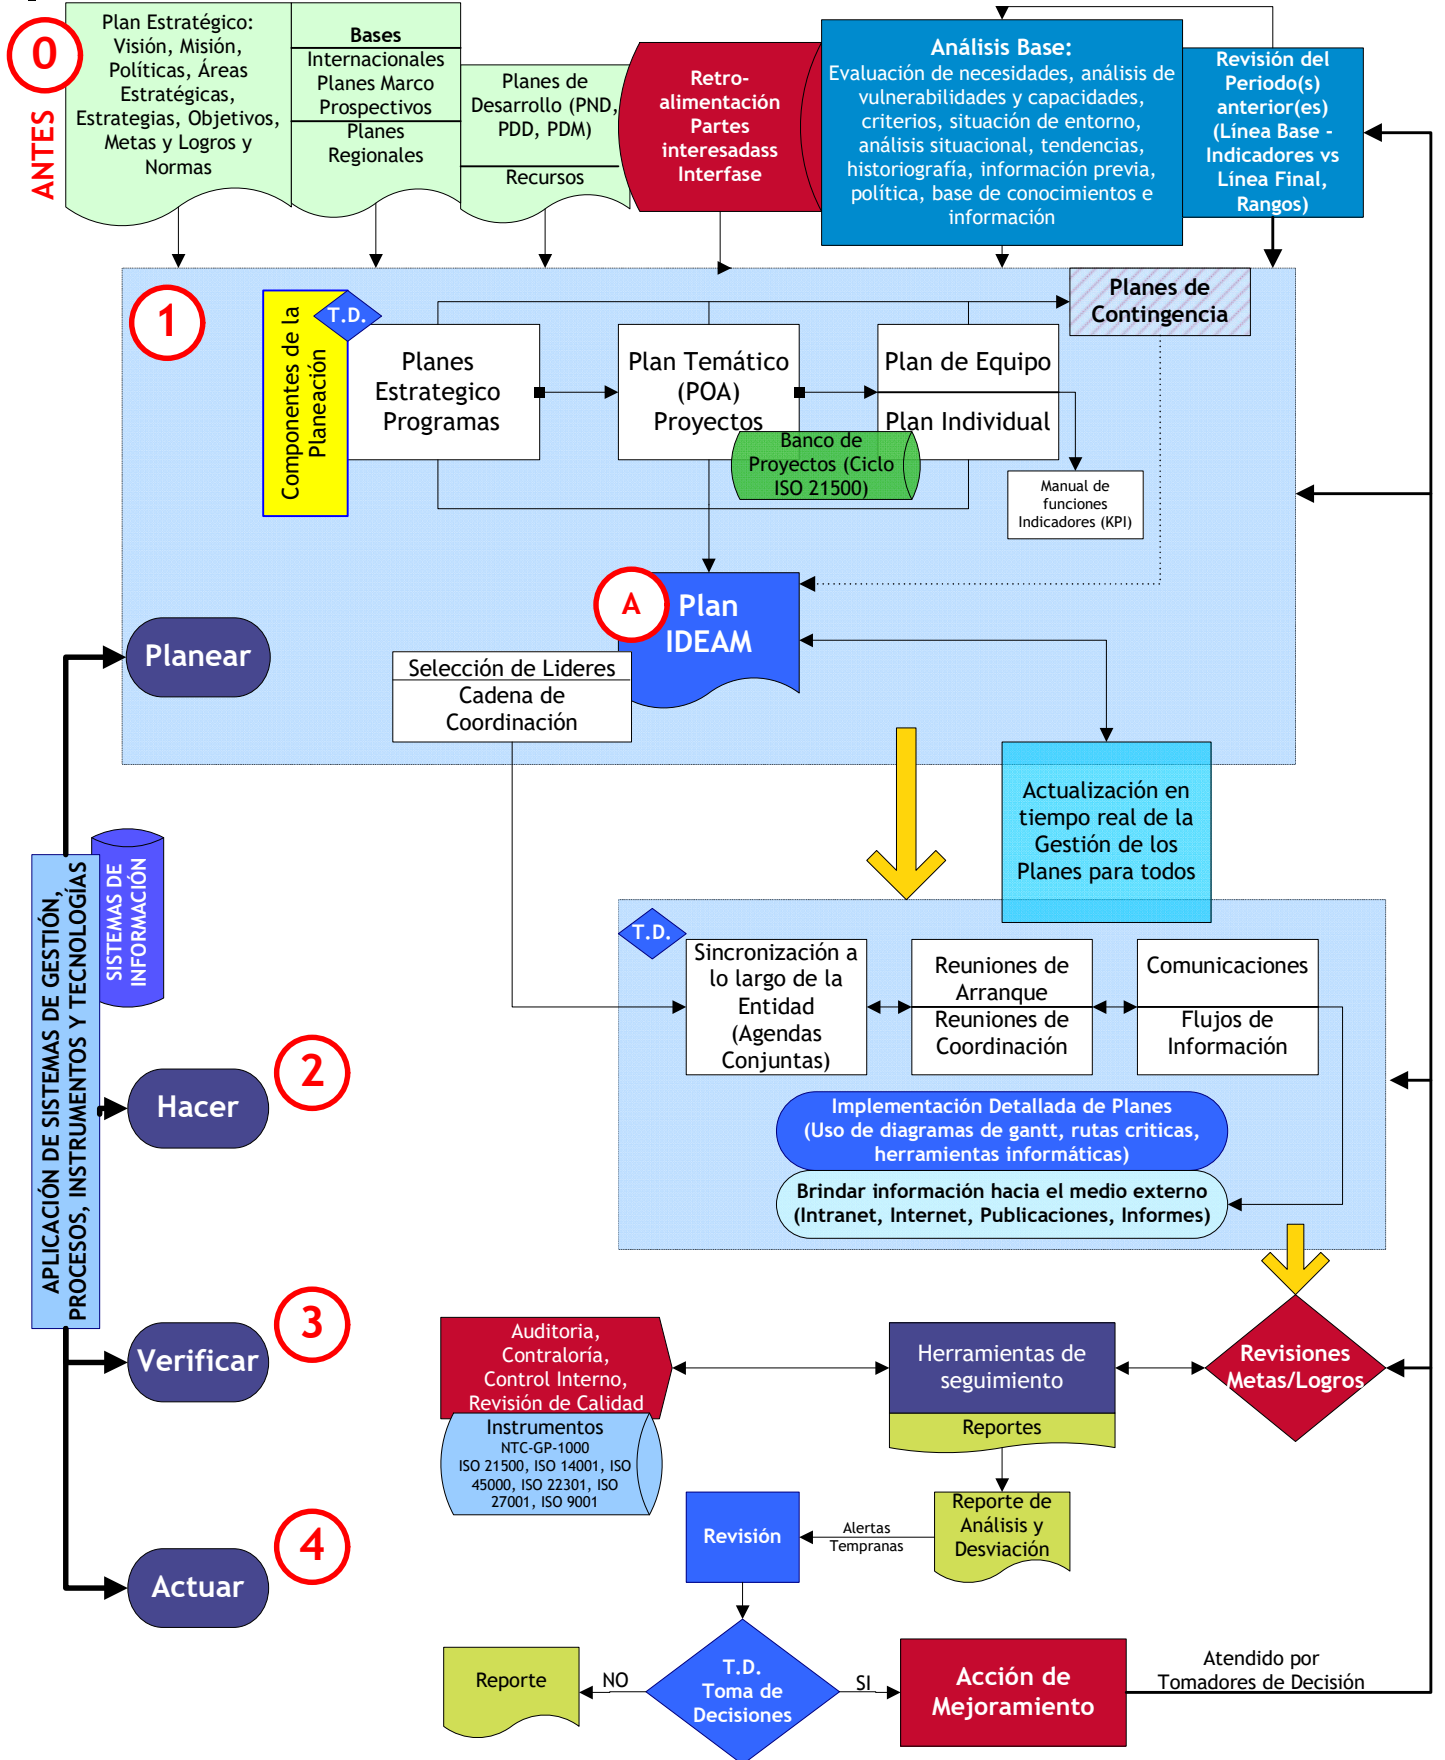 0
ANTES
Plan Estratégico:
Visión, Misión,
Políticas, Áreas
Estratégicas,
Estrategias, Objetivos,
Metas y Logros y
Normas
Bases
Internacionales
Planes Marco
Prospectivos
Planes
Regionales
Planes de
Desarrollo (PND,
PDD, PDM)
Recursos
Retro-
alimentación
Partes
interesadass
Interfase
Análisis Base:
Evaluación de necesidades, análisis de
vulnerabilidades y capacidades,
criterios, situación de entorno,
análisis situacional, tendencias,
historiografía, información previa,
política, base de conocimientos e
información
Revisión del
Periodo(s)
anterior(es)
(Línea Base -
Indicadores vs
Línea Final,
Rangos)
1
Componentes de la
Planeación
T.D.
Planes
Estrategico
Programas
Plan Temático
(POA)
Proyectos
Plan de Equipo
Plan Individual
Banco de
Proyectos (Ciclo
ISO 21500)
Planes de
Contingencia
Manual de
funciones
Indicadores (KPI)
A
Plan
IDEAM
Planear
Selección de Lideres
Cadena de
Coordinación
Actualización en
tiempo real de la
Gestión de los
Planes para todos
APLICACIÓN DE SISTEMAS DE GESTIÓN,
PROCESOS, INSTRUMENTOS Y TECNOLOGÍAS
SISTEMAS DE
INFORMACIÓN
T.D.
Sincronización a
lo largo de la
Entidad
(Agendas
Conjuntas)
Reuniones de
Arranque
Reuniones de
Coordinación
Comunicaciones
Flujos de
Información
2
Hacer
Implementación Detallada de Planes
(Uso de diagramas de gantt, rutas criticas,
herramientas informáticas)
Brindar información hacia el medio externo
(Intranet, Internet, Publicaciones, Informes)
3
Verificar
Auditoria,
Contraloría,
Control Interno,
Revisión de Calidad
Instrumentos
NTC-GP-1000
ISO 21500, ISO 14001, ISO
45000, ISO 22301, ISO
27001, ISO 9001
Herramientas de
seguimiento
Reportes
Revisiones
Metas/Logros
4
Actuar
Revisión
Alertas
Tempranas
Reporte de
Análisis y
Desviación
Reporte
NO
T.D.
Toma de
Decisiones
SI
Acción de
Mejoramiento
Atendido por
Tomadores de Decisión